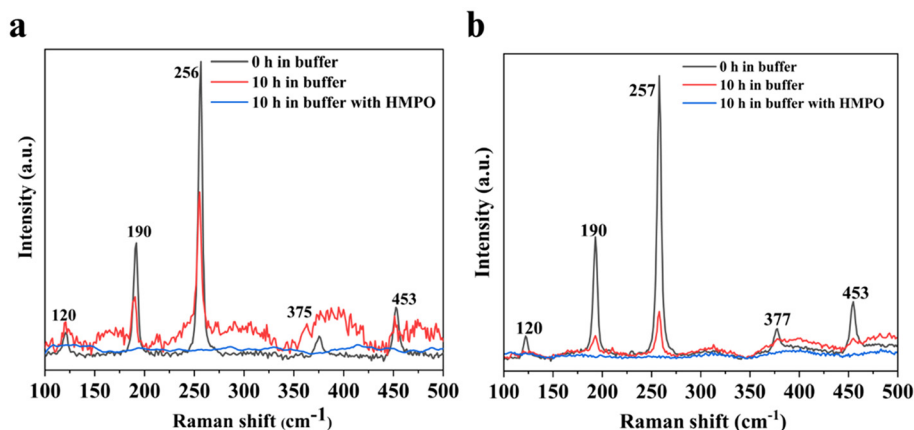 a
256
0 h in buffer
10 h in buffer
10 h in buffer with HMPO
190
120
375
453
Intensity (a.u.)
100 150 200 250 300 350 400 450 500
Raman shift (cm-1)
b
257
0 h in buffer
10 h in buffer
10 h in buffer with HMPO
190
120
377
453
Intensity (a.u.)
100 150 200 250 300 350 400 450 500
Raman shift (cm-1)